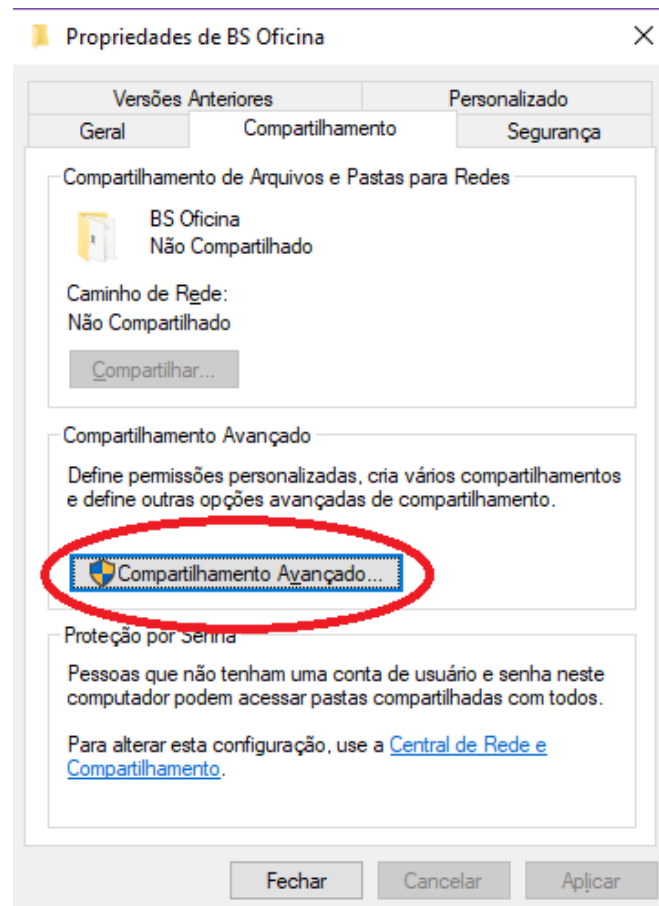 Propriedades de BS Oficina
Versões Anteriores
Personalizado
Geral
Compartilhamento
Segurança
Compartilhamento de Arquivos e Pastas para Redes
BS Oficina
Não Compartilhado
Caminho de Rede:
Não Compartilhado
Compartilhar...
Compartilhamento Avançado
Define permissões personalizadas, cria vários compartilhamentos
e define outras opções avançadas de compartilhamento.
Compartilhamento Avançado...
Proteção por Senha
Pessoas que não tenham uma conta de usuário e senha neste
computador podem acessar pastas compartilhadas com todos.
Para alterar esta configuração, use a Central de Rede e
Compartilhamento.
Fechar
Cancelar
Aplicar